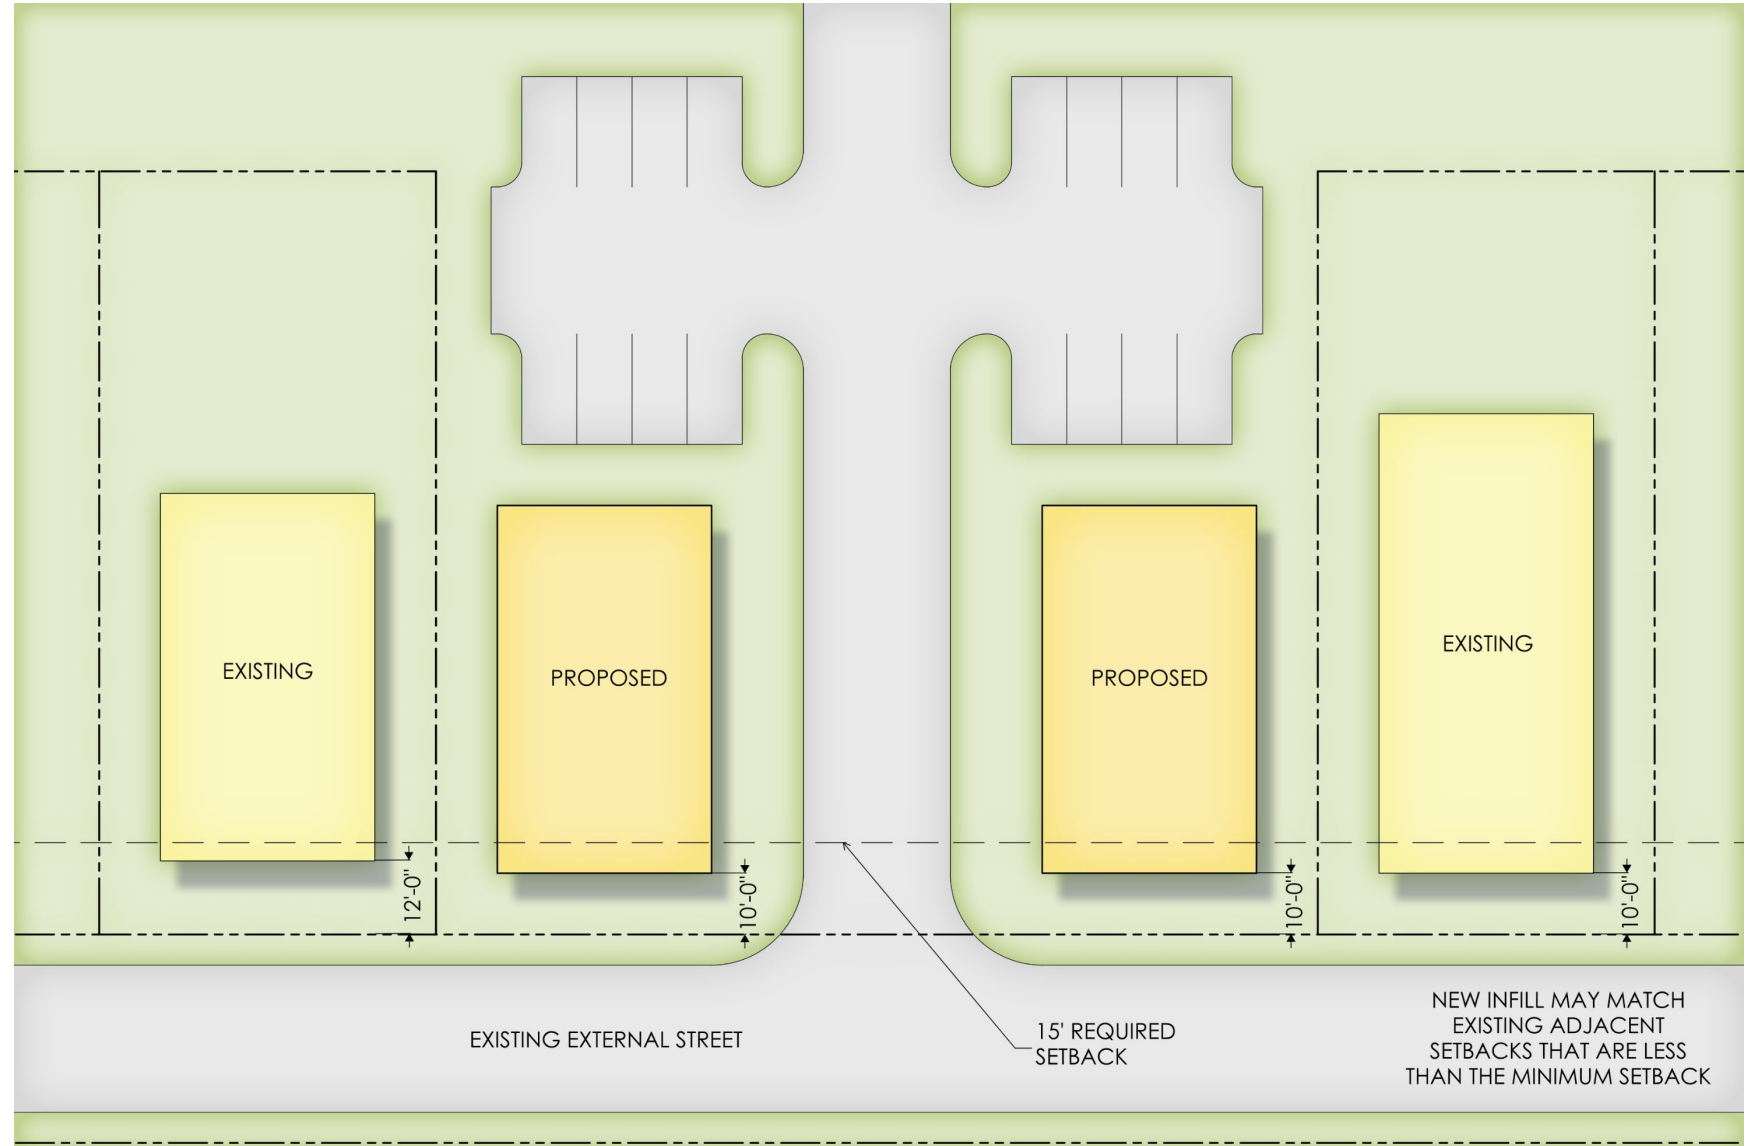 EXISTING
PROPOSED
PROPOSED
EXISTING
12'-0"
10'-0"
10'-0"
10'-0"
EXISTING EXTERNAL STREET
15' REQUIRED
SETBACK
NEW INFILL MAY MATCH
EXISTING ADJACENT
SETBACKS THAT ARE LESS
THAN THE MINIMUM SETBACK